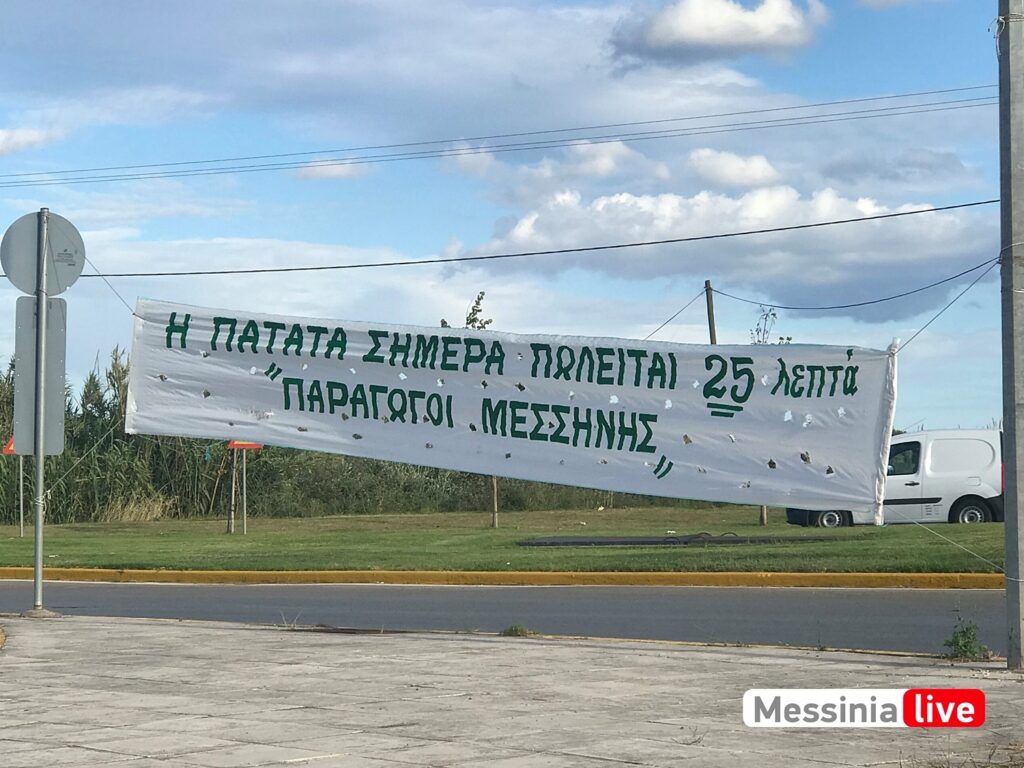 Η ΠΑΤΑΤΑ ΣΗΜΕΡΑ ΠΩΛΕΙΤΑΙ 25 λεπτά
"ΠΑΡΑΓΩΓΟΙ ΜΕΣΣΗΝΗΣ"
Messinia live